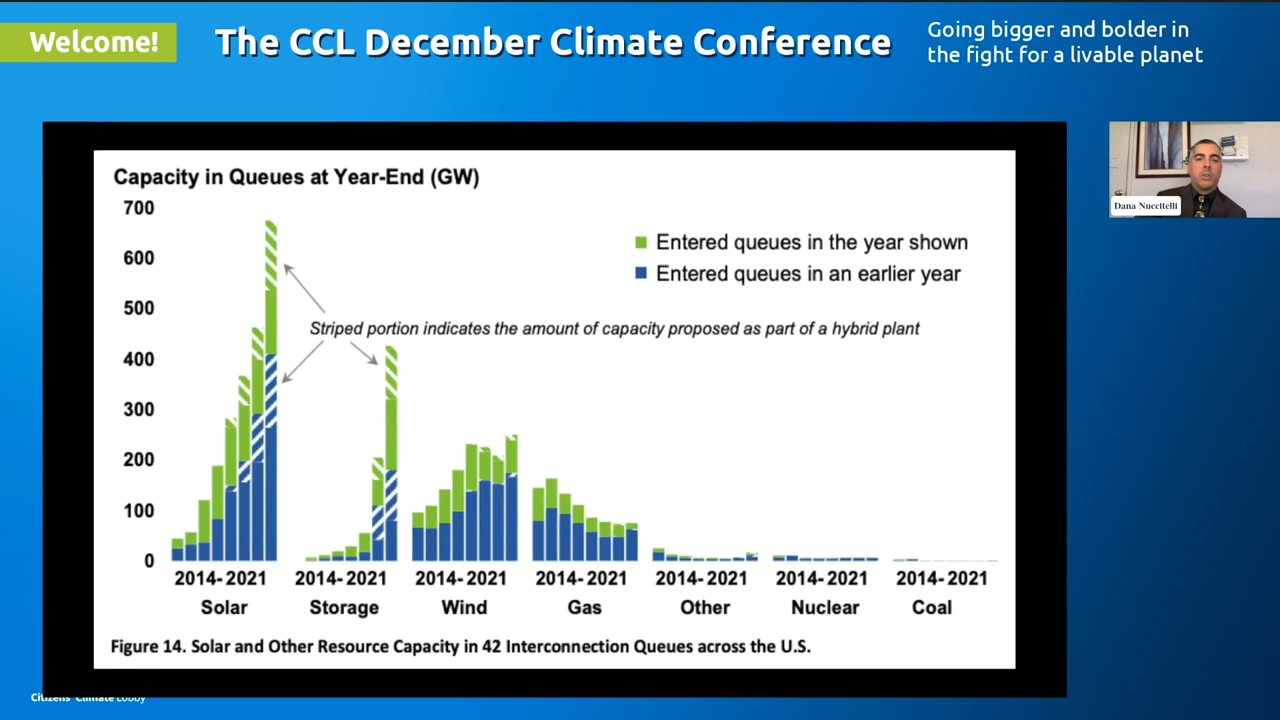 Welcome!
The CCL December Climate Conference
Going bigger and bolder in
the fight for a livable planet
Capacity in Queues at Year-End (GW)
700
600
500
400
300
200
100
0
Entered queues in the year shown
Entered queues in an earlier year
Striped portion indicates the amount of capacity proposed as part of a hybrid plant
2014-2021 2014-2021 2014-2021 2014-2021 2014-2021 2014-2021 2014-2021
Solar Storage Wind Gas Other Nuclear Coal
Figure 14. Solar and Other Resource Capacity in 42 Interconnection Queues across the U.S.
Dana Nuccitelli
Citizens' Climate Lobby